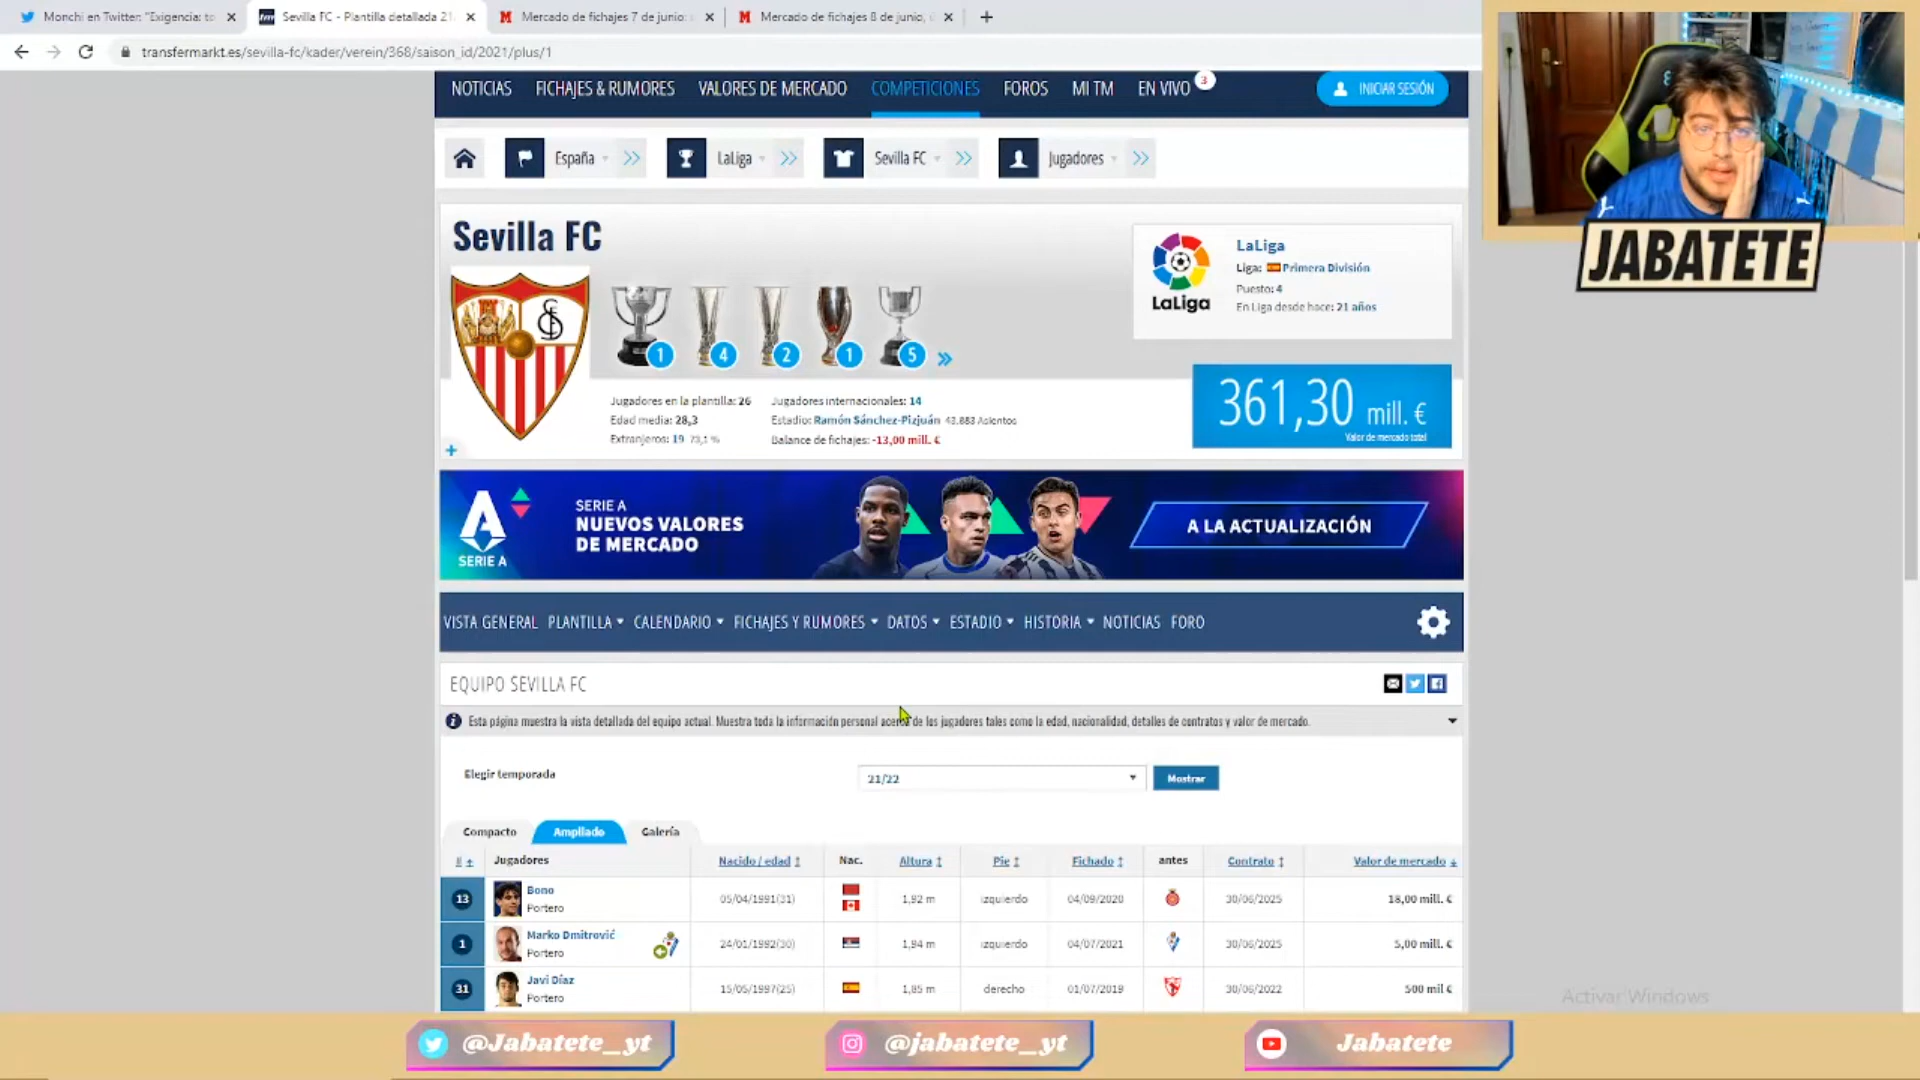 Monchi en Twitter: "Exigencia: to
Sevilla FC - Plantilla detallada 21
Mercado de fichajes 7 de junio:
Mercado de fichajes 8 de junio,
transfermarkt.es/sevilla-fc/kader/verein/368/saison_id/2021/plus/1
NOTICIAS FICHAJES & RUMORES VALORES DE MERCADO COMPETICIONES FOROS MI TM EN VIVO 3 INICIAR SESIÓN
España LaLiga Sevilla FC Jugadores
JABATETE
Sevilla FC
LaLiga
Liga: Primera División
Puesto: 4
En Liga desde hace: 21 años
LaLiga
1 4 2 1 5
361,30 mill. €
Valor de mercado total
Jugadores en la plantilla: 26
Edad media: 28,3
Extranjeros: 19 73,1 %
Jugadores internacionales: 14
Estadio: Ramón Sánchez-Pizjuán 43.883 Asientos
Balance de fichajes: -13,00 mill. €
SERIE A
SERIE A
NUEVOS VALORES
DE MERCADO
A LA ACTUALIZACIÓN
VISTA GENERAL PLANTILLA CALENDARIO FICHAJES Y RUMORES DATOS ESTADIO HISTORIA NOTICIAS FORO
EQUIPO SEVILLA FC
Esta página muestra la vista detallada del equipo actual. Muestra toda la información personal acerca de los jugadores tales como la edad, nacionalidad, detalles de contratos y valor de mercado.
Elegir temporada 21/22 Mostrar
Compacto Ampliado Galería
# Jugadores Nacido / edad Nac. Altura Pie Fichado antes Contrato Valor de mercado
13 Bono Portero 05/04/1991(31) 1,92 m izquierdo 04/09/2020 30/06/2025 18,00 mill. €
1 Marko Dmitrović Portero 24/01/1992(30) 1,94 m izquierdo 04/07/2021 30/06/2025 5,00 mill. €
31 Javi Díaz Portero 15/05/1997(25) 1,85 m derecho 01/07/2019 30/06/2022 500 mil €
Activar Windows
@Jabatete_yt
@jabatete_yt
Jabatete